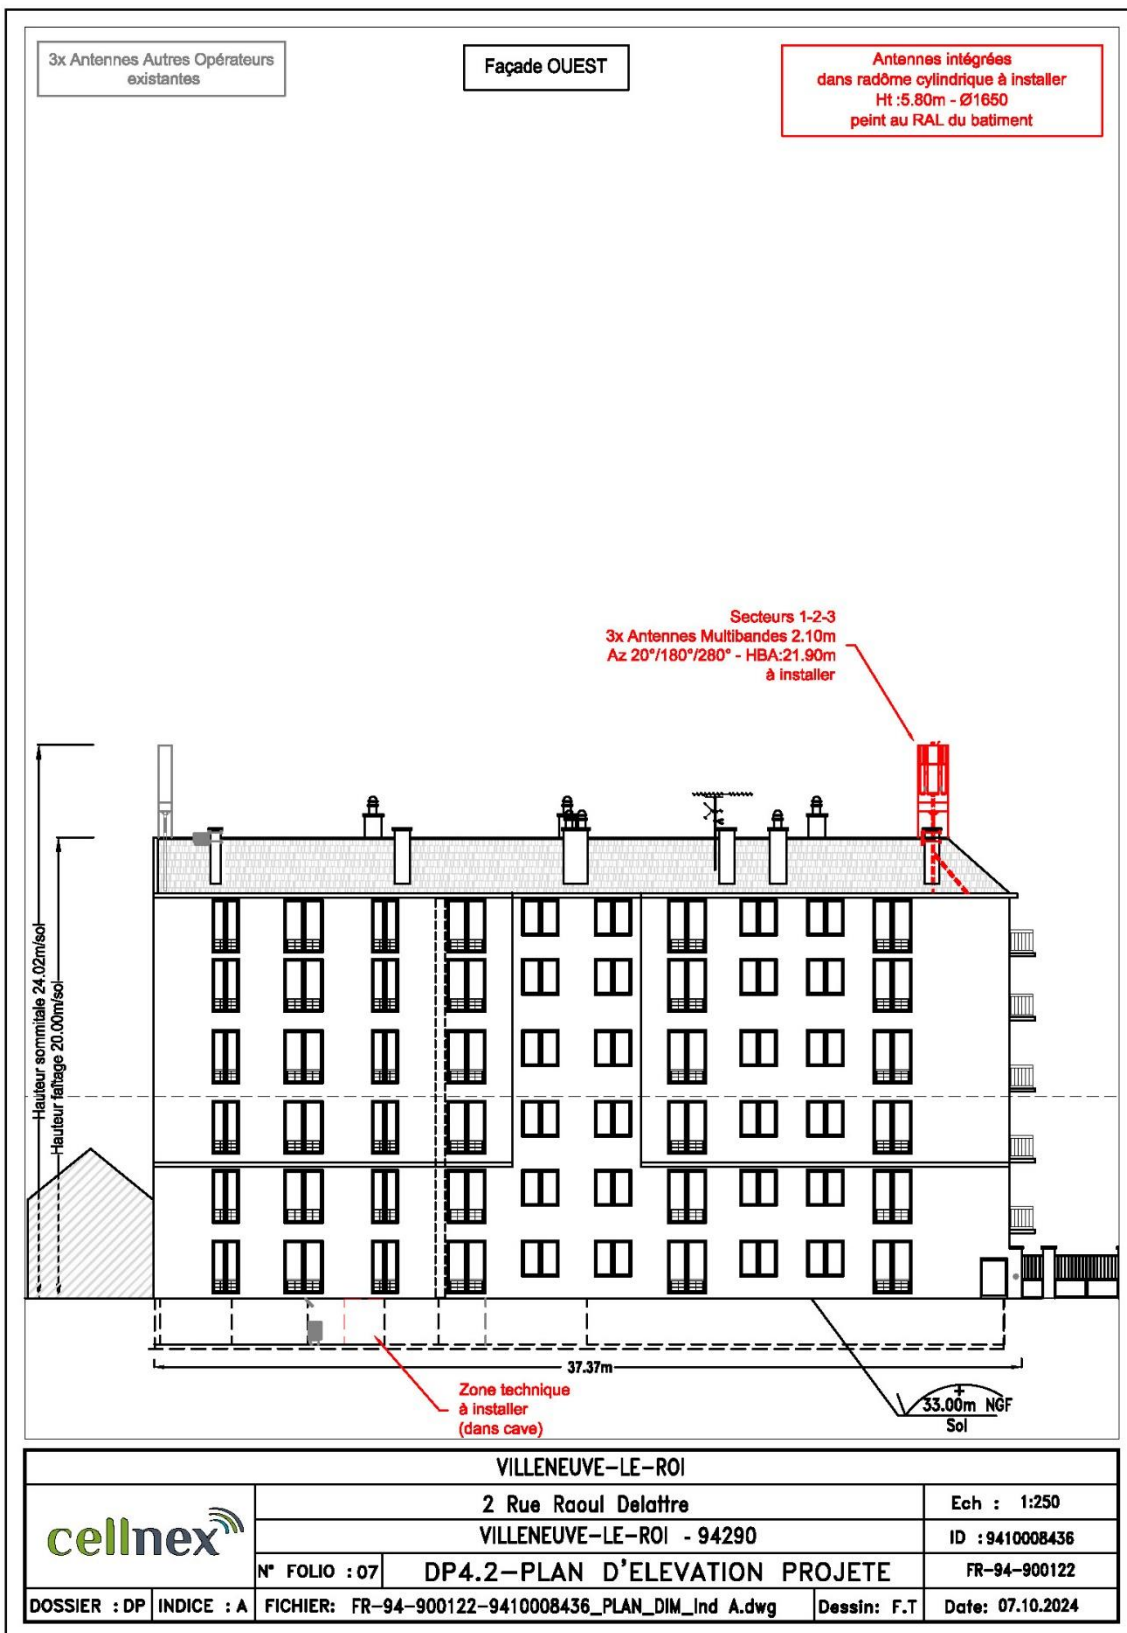 3x Antennes Autres Opérateurs
existantes
Façade OUEST
Antennes intégrées
dans radôme cylindrique à installer
Ht :5.80m - Ø1650
peint au RAL du batiment
Secteurs 1-2-3
3x Antennes Multibandes 2.10m
Az 20°/180°/280° - HBA:21.90m
à installer
Hauteur sommitale 24.02m/sol
Hauteur faîtage 20.00m/sol
37.37m
Zone technique
à installer
(dans cave)
33.00m NGF
Sol
VILLENEUVE-LE-ROI
cellnex
2 Rue Raoul Delattre
Ech : 1:250
VILLENEUVE-LE-ROI - 94290
ID : 9410008436
N° FOLIO : 07
DP4.2-PLAN D'ELEVATION PROJETE
FR-94-900122
DOSSIER : DP
INDICE : A
FICHIER: FR-94-900122-9410008436_PLAN_DIM_Ind A.dwg
Dessin: F.T
Date: 07.10.2024